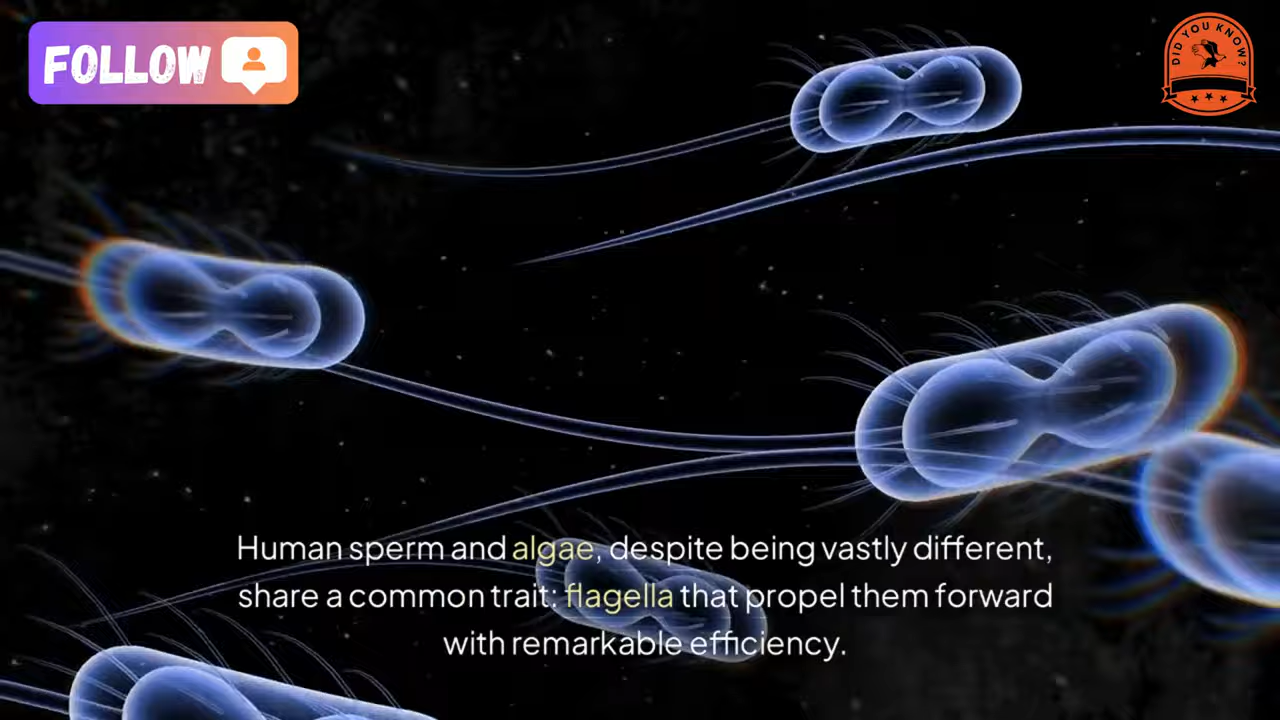 FOLLOW
DID YOU KNOW?
Human sperm and algae, despite being vastly different,
share a common trait: flagella that propel them forward
with remarkable efficiency.